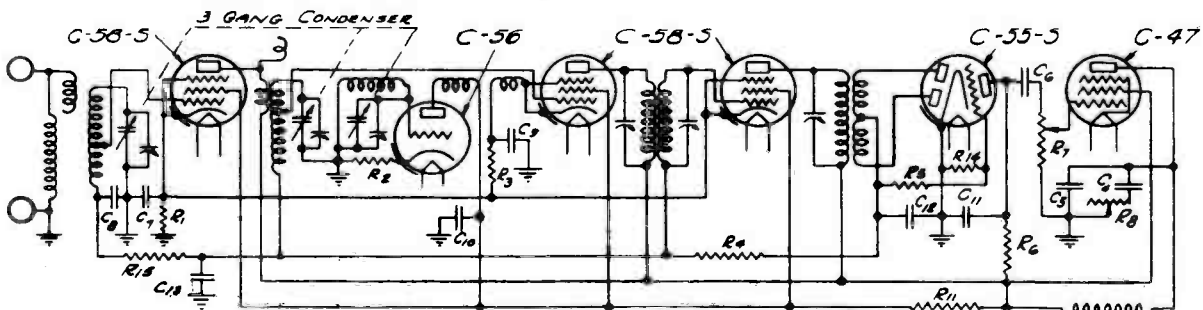 3 GANG CONDENSER
C-58-S
C-56
C-58-S
C-55-S
C-47
C6
C9
R3
R2
R14
R5
R7
C5
R8
C8
C7
R1
C10
C12
C11
R6
R15
C13
R4
R11